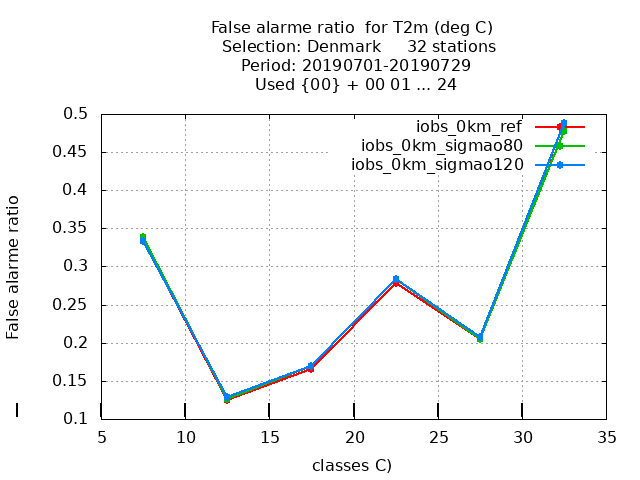 False alarme ratio  for T2m (deg C)
Selection: Denmark     32 stations
Period: 20190701-20190729
Used {00} + 00 01 ... 24
iobs_0km_ref
iobs_0km_sigmao80
iobs_0km_sigmao120
False alarme ratio
0.5
0.45
0.4
0.35
0.3
0.25
0.2
0.15
0.1
5 10 15 20 25 30 35
classes C)